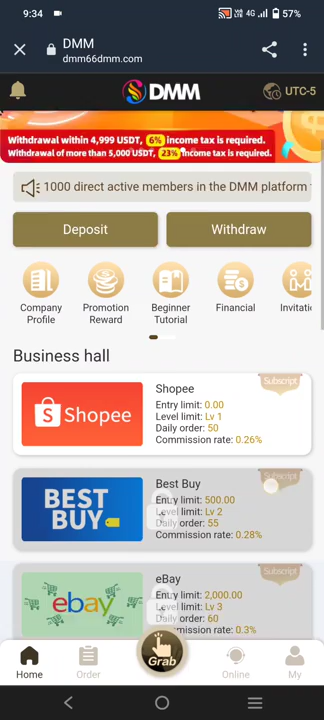 9:34
VoB
LTE
4G
57%
DMM
dmm66dmm.com
DMM
UTC-5
Withdrawal within 4,999 USDT, 6% income tax is required.
Withdrawal of more than 5,000 USDT, 23% income tax is required.
1000 direct active members in the DMM platform
Deposit
Withdraw
Company
Profile
Promotion
Reward
Beginner
Tutorial
Financial
Invitati
Business hall
Shopee
Shopee
Subscript
Entry limit: 0.00
Level limit: Lv 1
Daily order: 50
Commission rate: 0.26%
BEST
BUY
Best Buy
Subscript
Entry limit: 500.00
Level limit: Lv 2
Daily order: 55
Commission rate: 0.28%
ebay
eBay
Subscript
Entry limit: 2,000.00
Level limit: Lv 3
Daily order: 60
Commission rate: 0.3%
Home
Order
Grab
Online
My